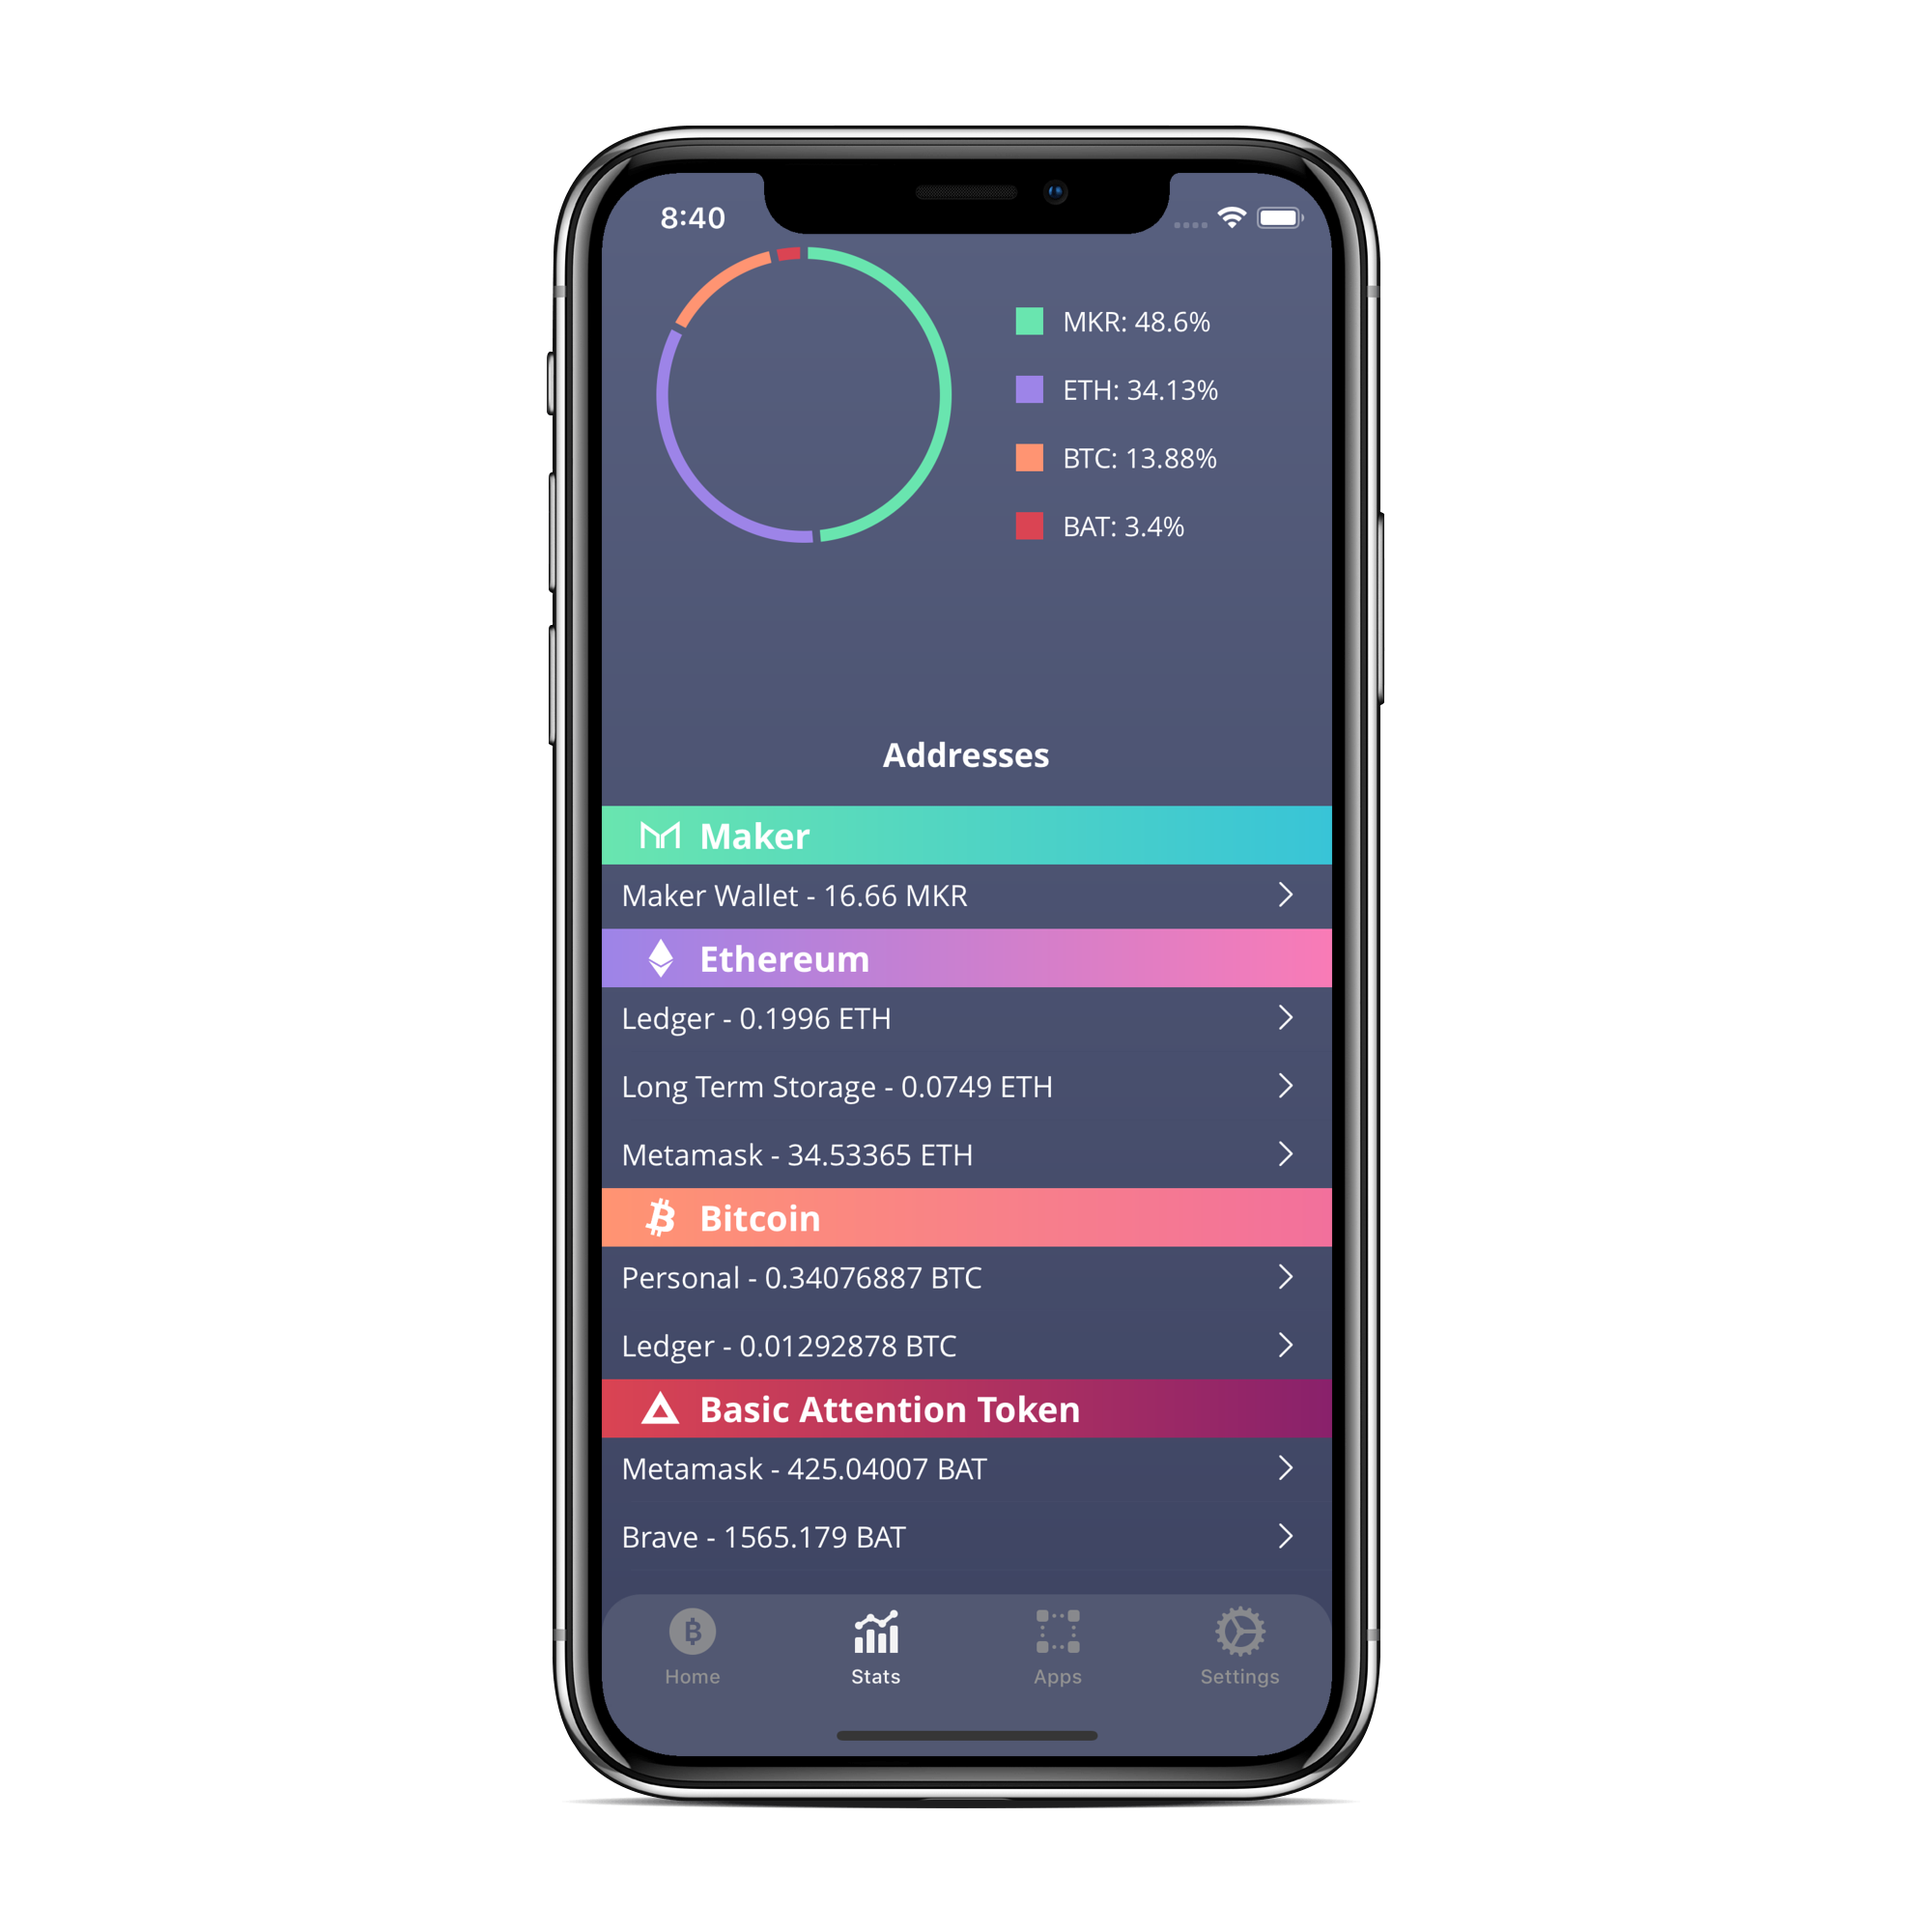 8:40
MKR: 48.6%
ETH: 34.13%
BTC: 13.88%
BAT: 3.4%
Addresses
Maker
Maker Wallet - 16.66 MKR
Ethereum
Ledger - 0.1996 ETH
Long Term Storage - 0.0749 ETH
Metamask - 34.53365 ETH
Bitcoin
Personal - 0.34076887 BTC
Ledger - 0.01292878 BTC
Basic Attention Token
Metamask - 425.04007 BAT
Brave - 1565.179 BAT
Home Stats Apps Settings